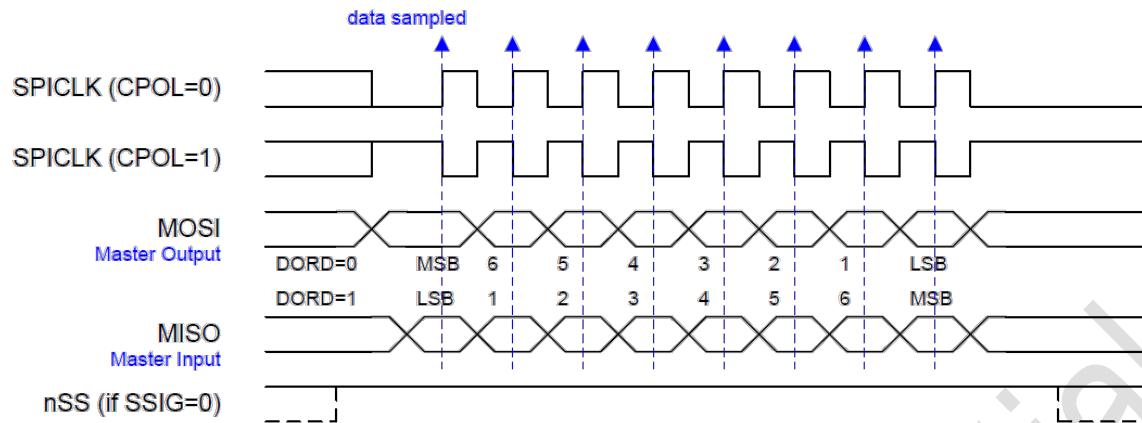 data sampled
SPICLK (CPOL=0)
SPICLK (CPOL=1)
MOSI
Master Output
DORD=0 MSB 6 5 4 3 2 1 LSB
DORD=1 LSB 1 2 3 4 5 6 MSB
MISO
Master Input
nSS (if SSIG=0)